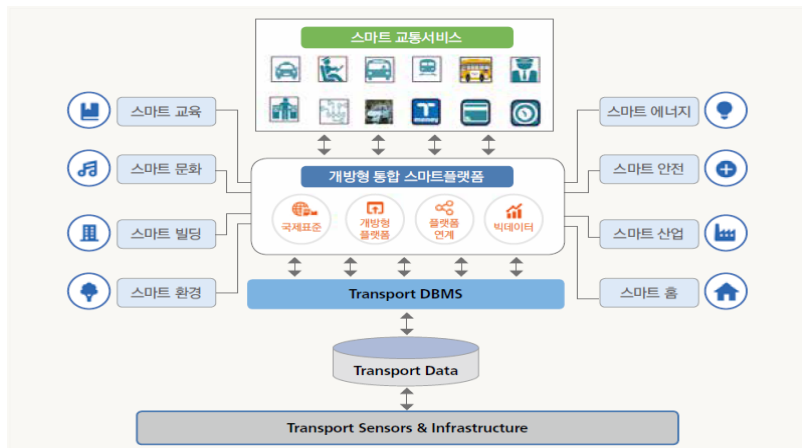 스마트 교통서비스
T
money
스마트 교육
스마트 문화
스마트 빌딩
스마트 환경
개방형 통합 스마트플랫폼
국제표준
개방형
플랫폼
플랫폼
연계
빅데이터
스마트 에너지
스마트 안전
스마트 산업
스마트 홈
Transport DBMS
Transport Data
Transport Sensors & Infrastructure